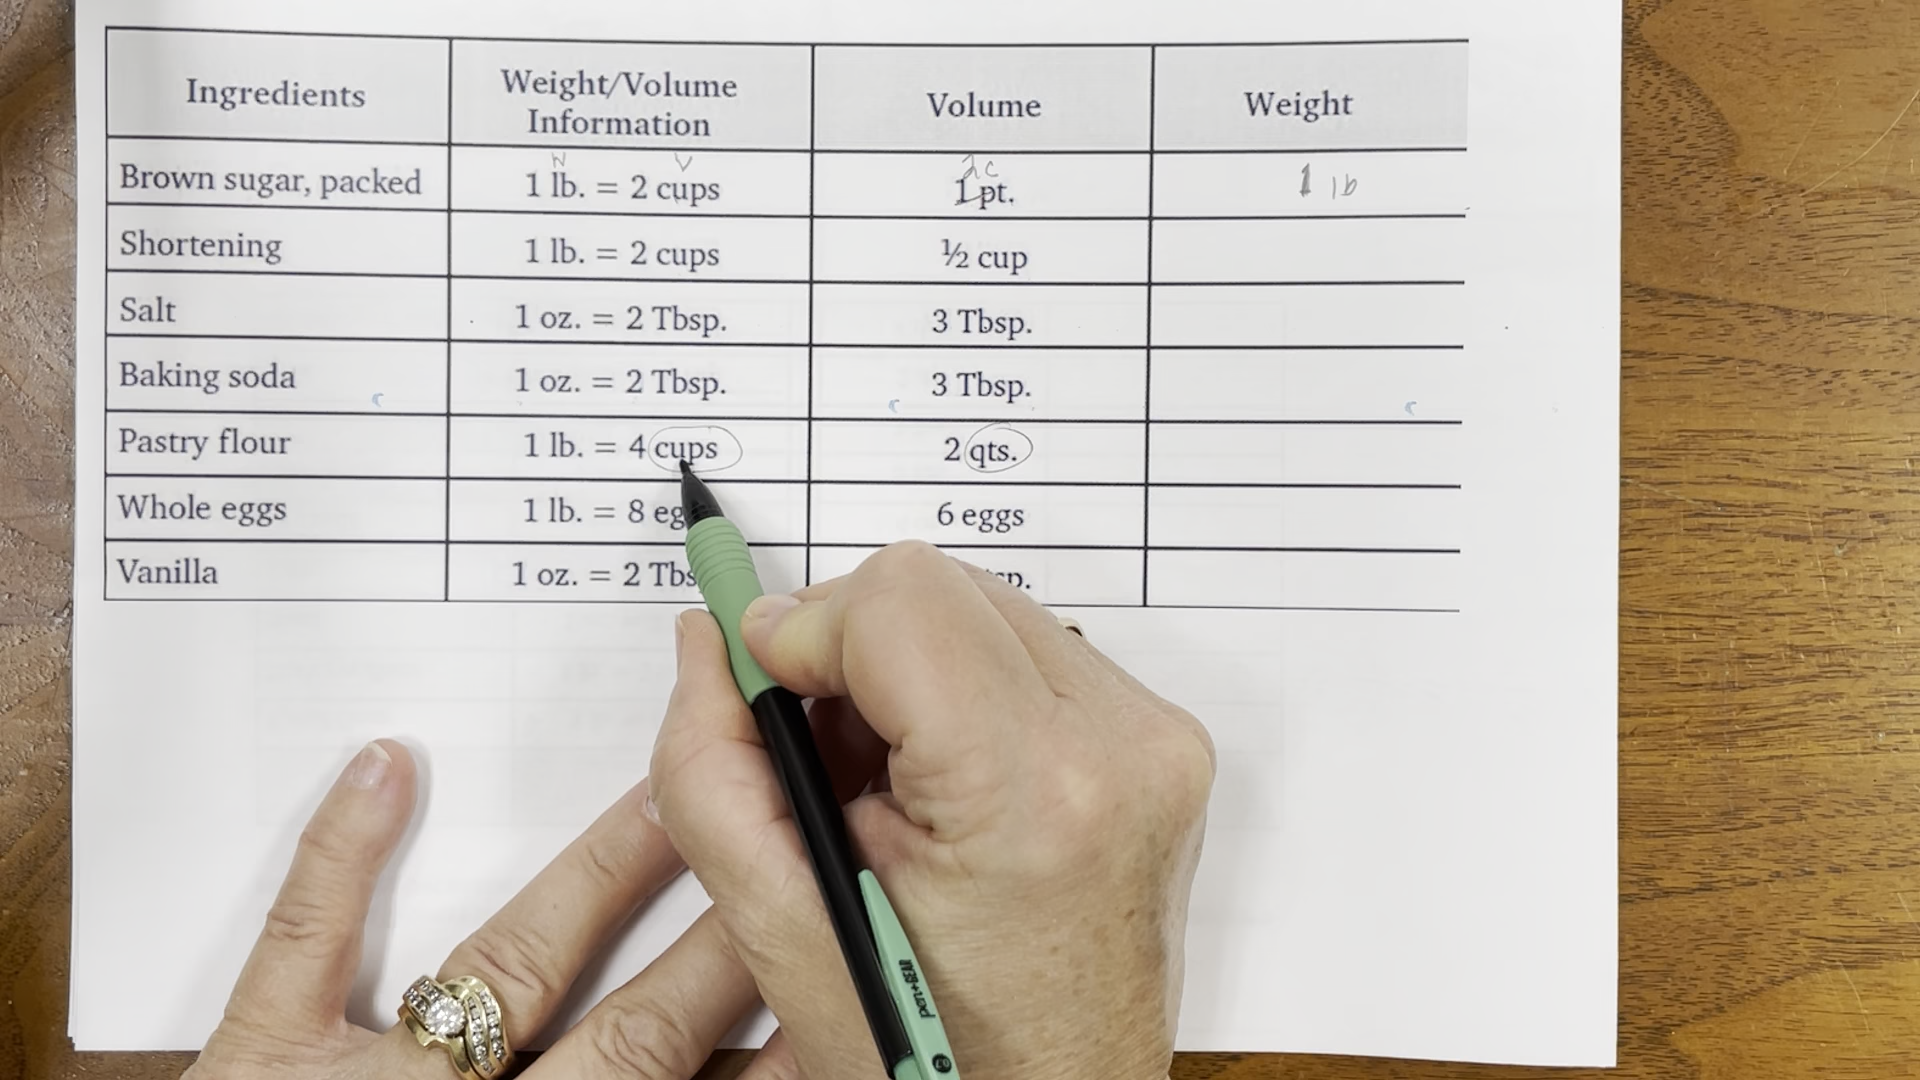 Ingredients
Weight/Volume
Information
Volume
Weight
W V
2c
Brown sugar, packed
1 lb. = 2 cups
1 pt.
1 lb
Shortening
1 lb. = 2 cups
½ cup
Salt
1 oz. = 2 Tbsp.
3 Tbsp.
Baking soda
1 oz. = 2 Tbsp.
3 Tbsp.
Pastry flour
1 lb. = 4 cups
2 qts.
Whole eggs
1 lb. = 8
6 eggs
Vanilla
1 oz. = 2
pen+gear